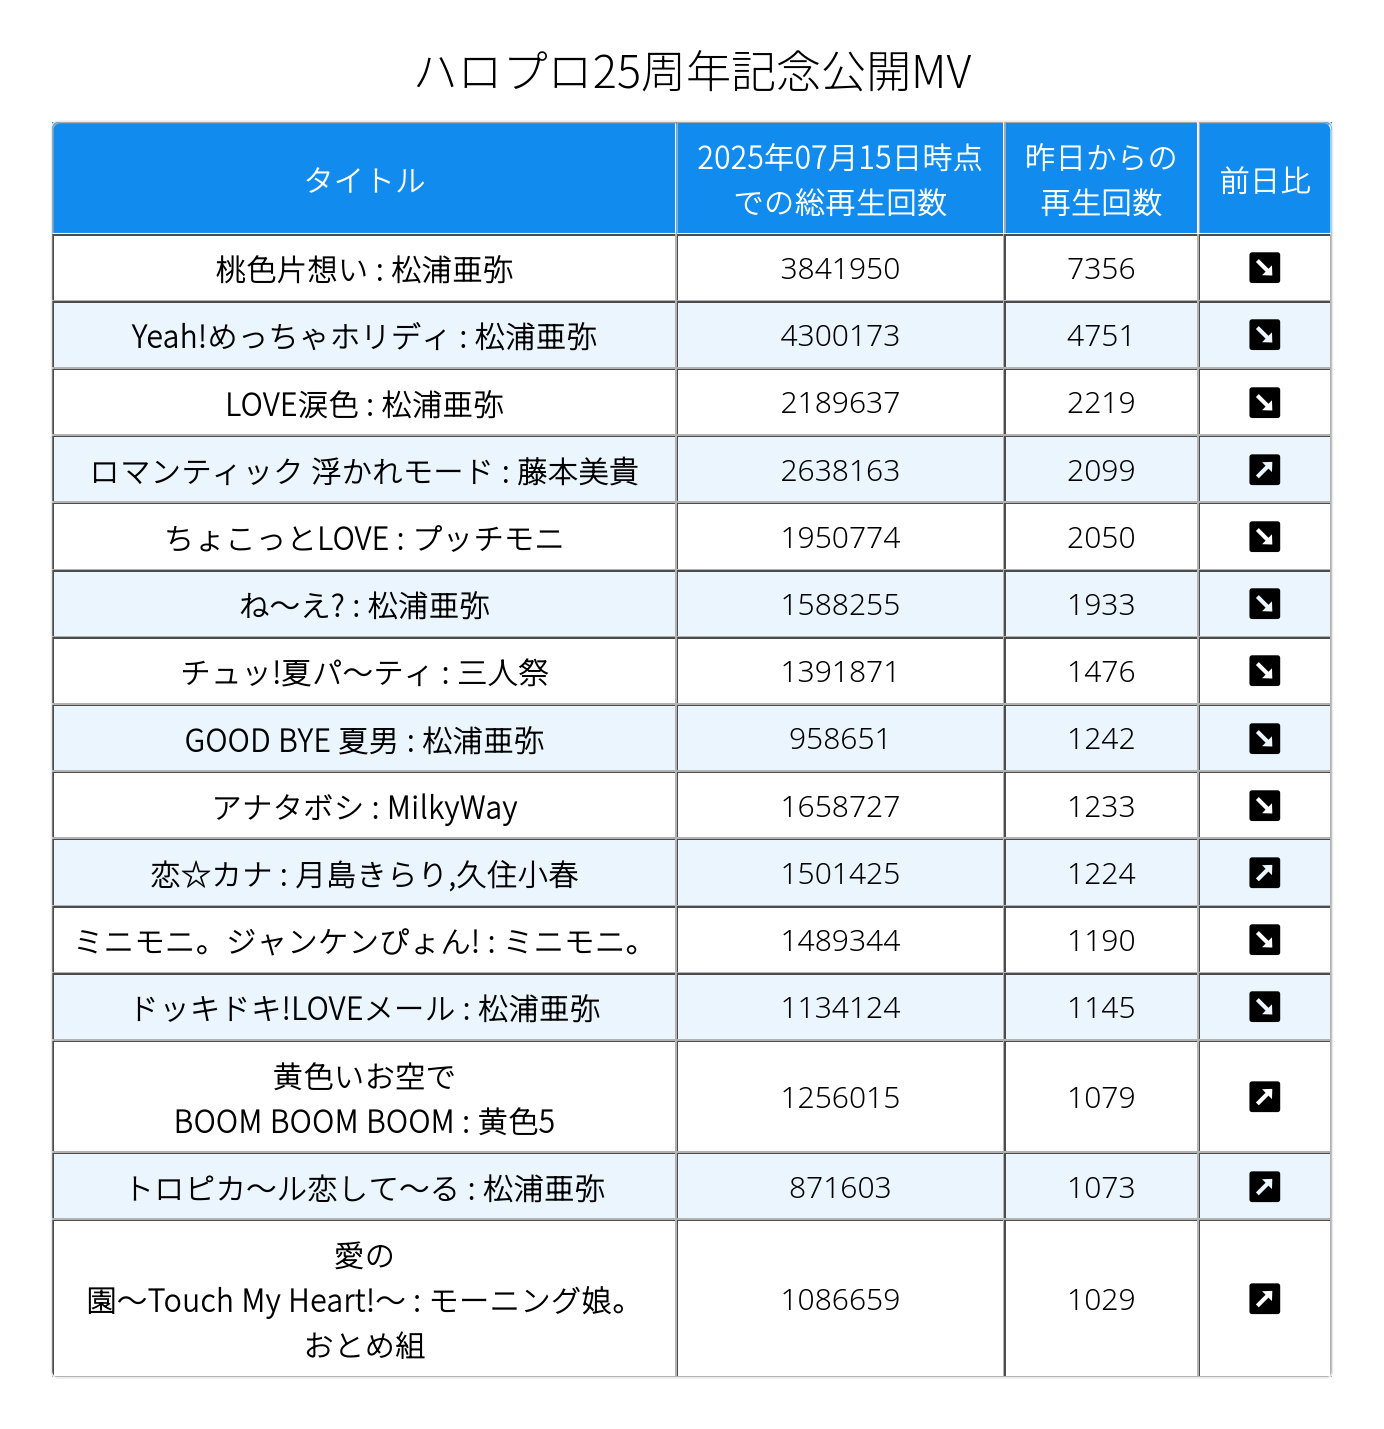 ハロプロ25周年記念公開MV
タイトル
2025年07月15日時点
での総再生回数
昨日からの
再生回数
前日比
桃色片想い : 松浦亜弥 3841950 7356
Yeah!めっちゃホリディ : 松浦亜弥 4300173 4751
LOVE涙色 : 松浦亜弥 2189637 2219
ロマンティック 浮かれモード : 藤本美貴 2638163 2099
ちょこっとLOVE : プッチモニ 1950774 2050
ね〜え? : 松浦亜弥 1588255 1933
チュッ!夏パ〜ティ : 三人祭 1391871 1476
GOOD BYE 夏男 : 松浦亜弥 958651 1242
アナタボシ : MilkyWay 1658727 1233
恋☆カナ : 月島きらり,久住小春 1501425 1224
ミニモニ。ジャンケンぴょん! : ミニモニ。 1489344 1190
ドッキドキ!LOVEメール : 松浦亜弥 1134124 1145
黄色いお空で
BOOM BOOM BOOM : 黄色5
1256015 1079
トロピカ〜ル恋して〜る : 松浦亜弥 871603 1073
愛の
園〜Touch My Heart!〜 : モーニング娘。
おとめ組
1086659 1029